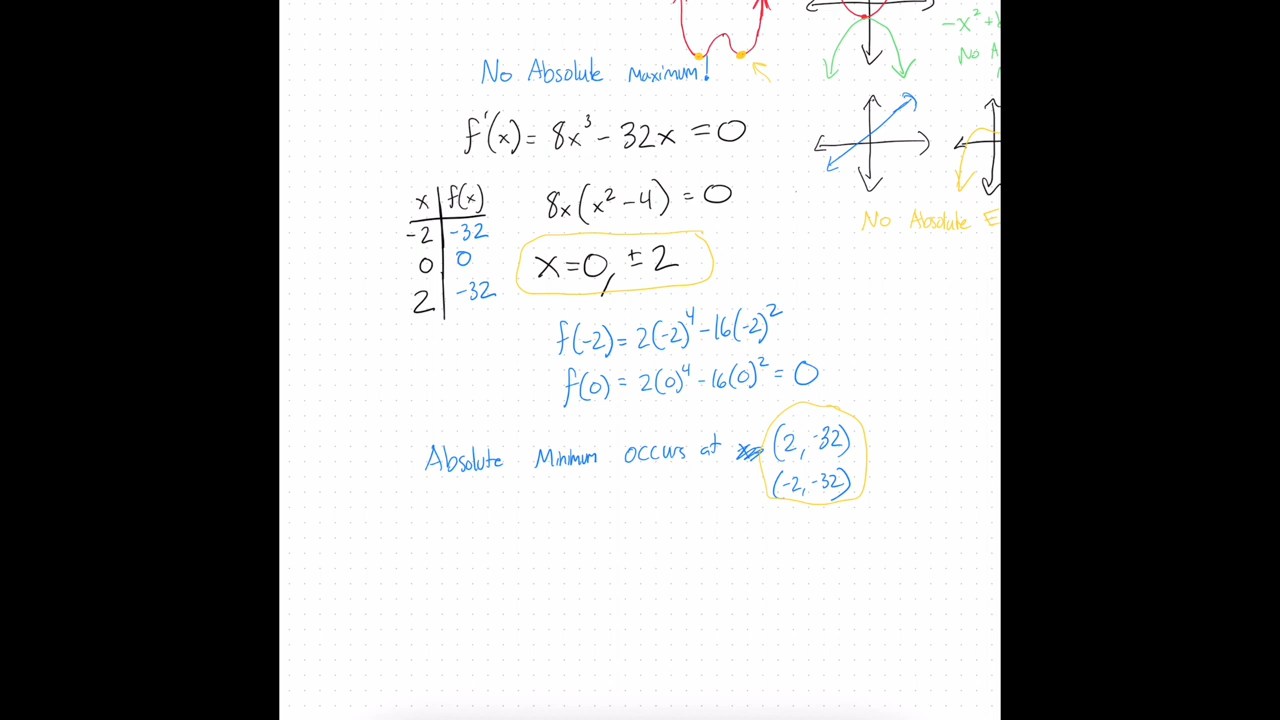 -x² +
No A
No Absolute maximum!
f'(x) = 8x³ - 32x = 0
8x(x² - 4) = 0
x | f(x)
-2 | -32
0 | 0
2 | -32
x = 0, ± 2
No Absolute E
f(-2) = 2(-2)⁴ - 16(-2)²
f(0) = 2(0)⁴ - 16(0)² = 0
Absolute Minimum occurs at (2, -32)
(-2, -32)